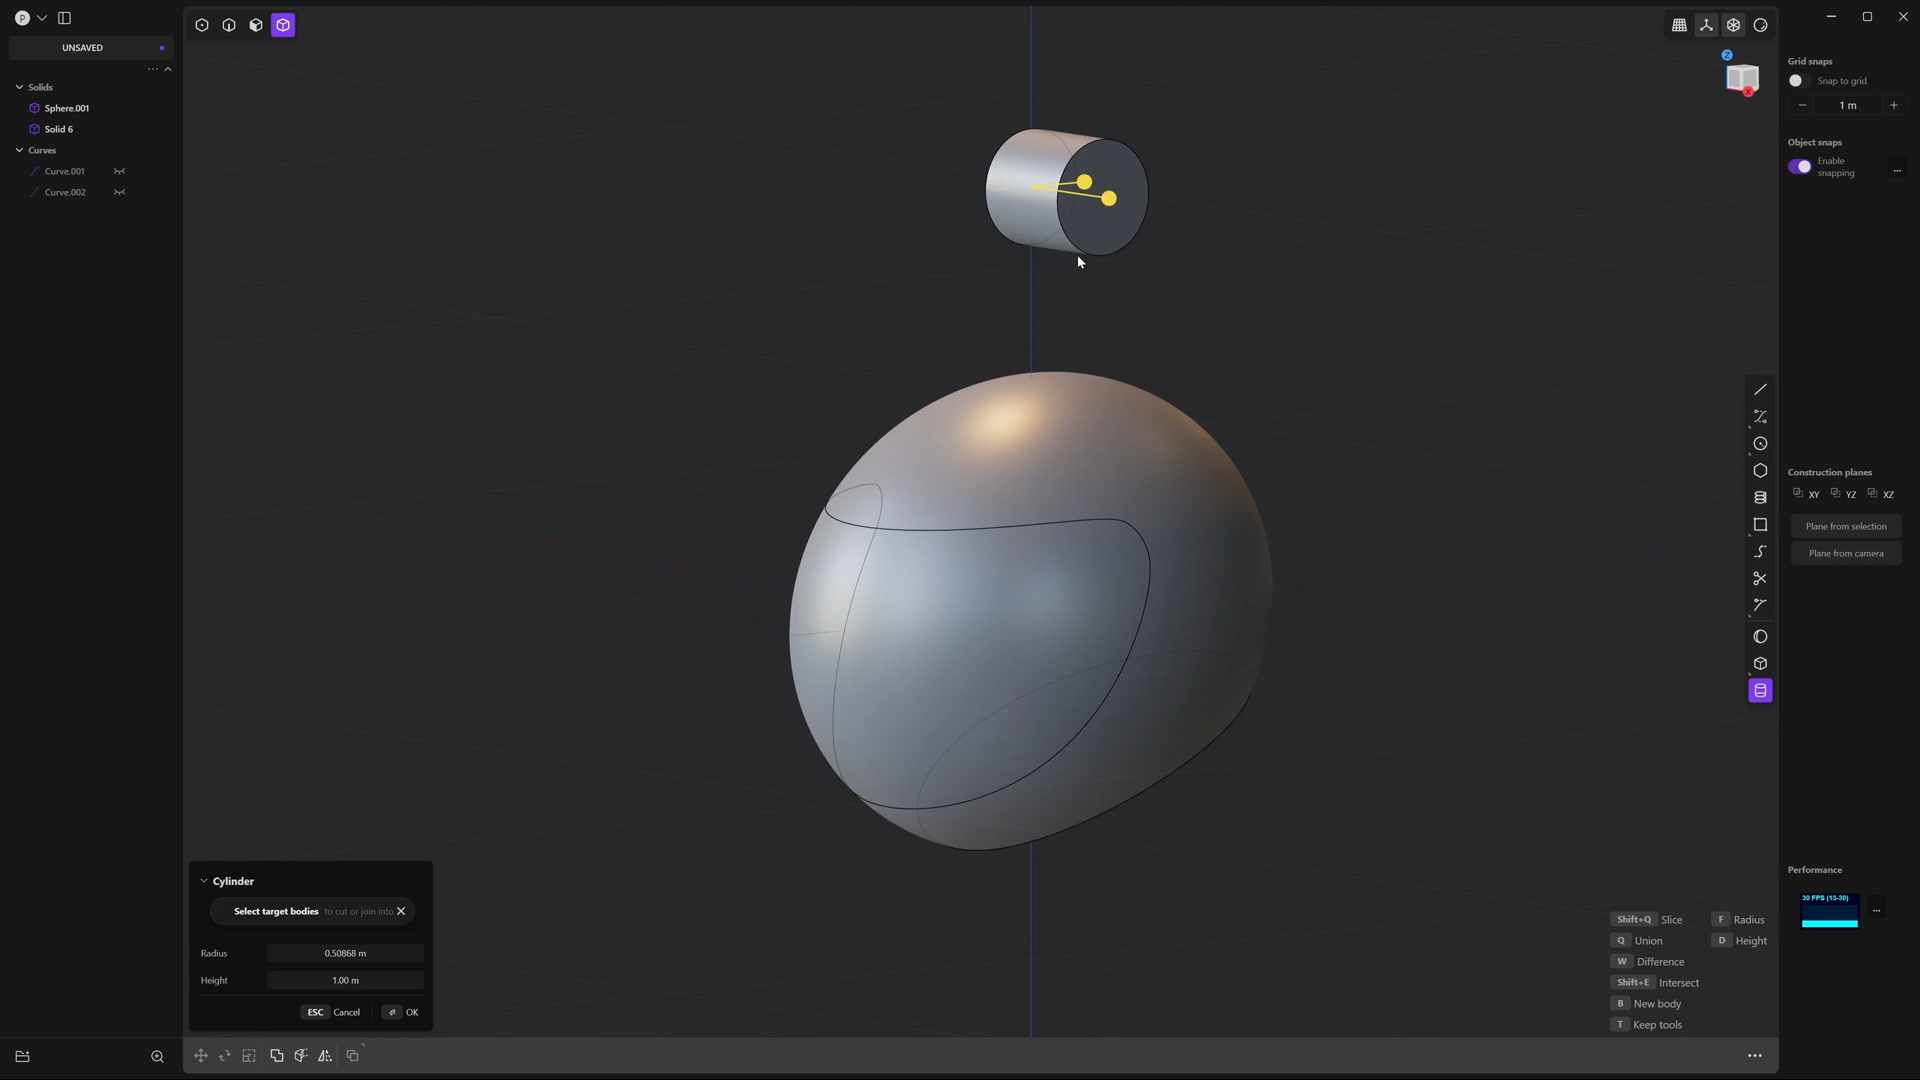 P
UNSAVED
Solids
Sphere.001
Solid 6
Curves
Curve.001
Curve.002
Z
X
Grid snaps
Snap to grid
1 m
Object snaps
Enable
snapping
...
Construction planes
XY YZ XZ
Plane from selection
Plane from camera
Performance
30 FPS (13-30)
...
Cylinder
Select target bodies to cut or join into
Radius 0.50868 m
Height 1.00 m
ESC Cancel OK
Shift+Q Slice F Radius
Q Union D Height
W Difference
Shift+E Intersect
B New body
T Keep tools